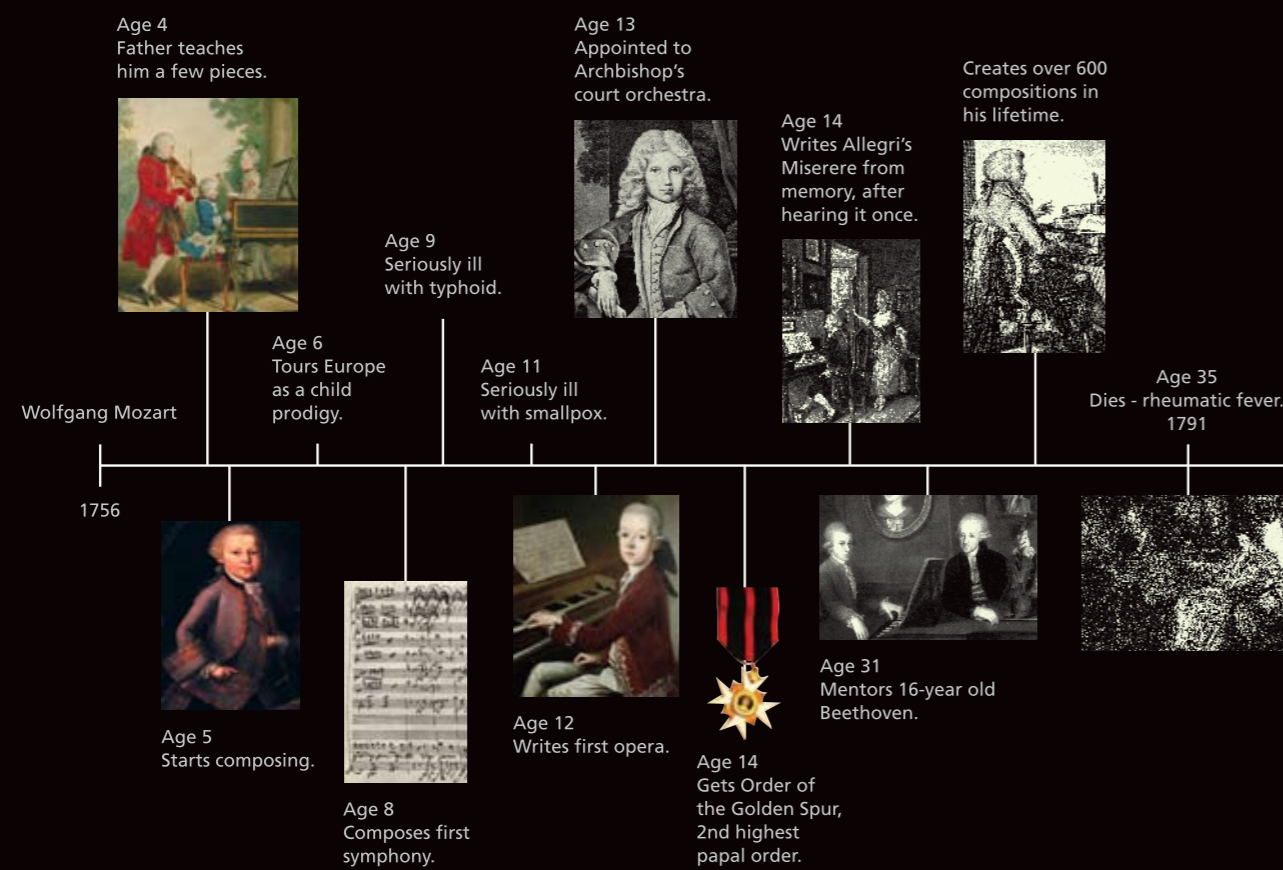 Wolfgang Mozart
1756
Age 4
Father teaches
him a few pieces.
Age 5
Starts composing.
Age 6
Tours Europe
as a child
prodigy.
Age 8
Composes first
symphony.
Age 9
Seriously ill
with typhoid.
Age 11
Seriously ill
with smallpox.
Age 12
Writes first opera.
Age 13
Appointed to
Archbishop's
court orchestra.
Age 14
Gets Order of
the Golden Spur,
2nd highest
papal order.
Age 14
Writes Allegri's
Miserere from
memory, after
hearing it once.
Age 31
Mentors 16-year old
Beethoven.
Creates over 600
compositions in
his lifetime.
Age 35
Dies - rheumatic fever.
1791